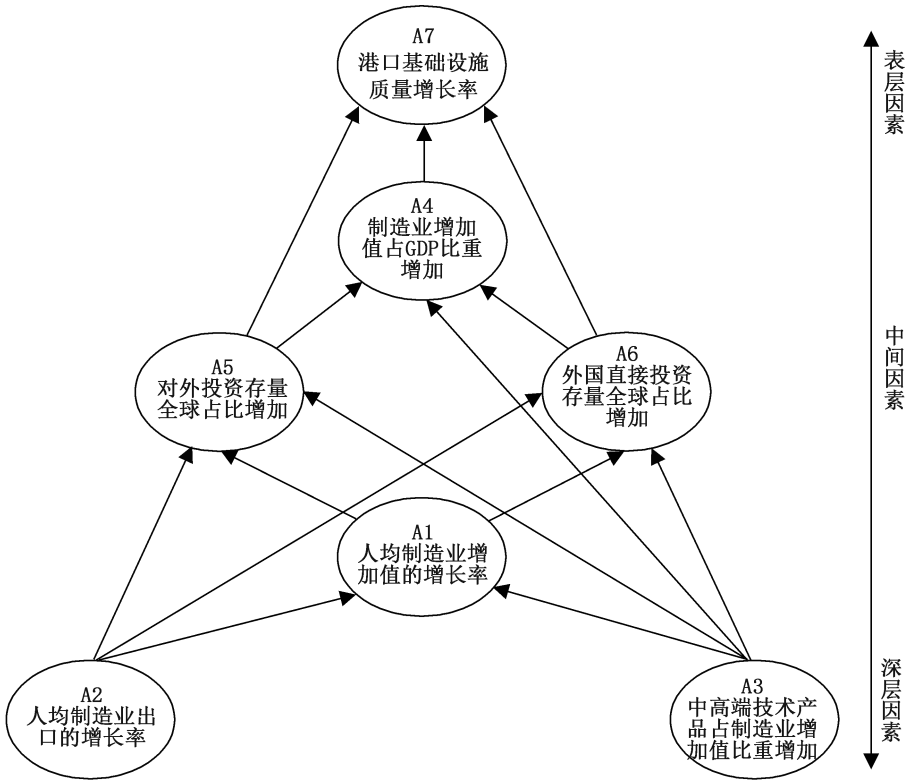 A7
港口基础设施
质量增长率
表层因素
A4
制造业增加
值占GDP比重
增加
A5
对外投资存量
全球占比增加
A6
外国直接投资
存量全球占比
增加
中间因素
A1
人均制造业增
加值的增长率
A2
人均制造业出
口的增长率
A3
中高端技术产
品占制造业增
加值比重增加
深层因素